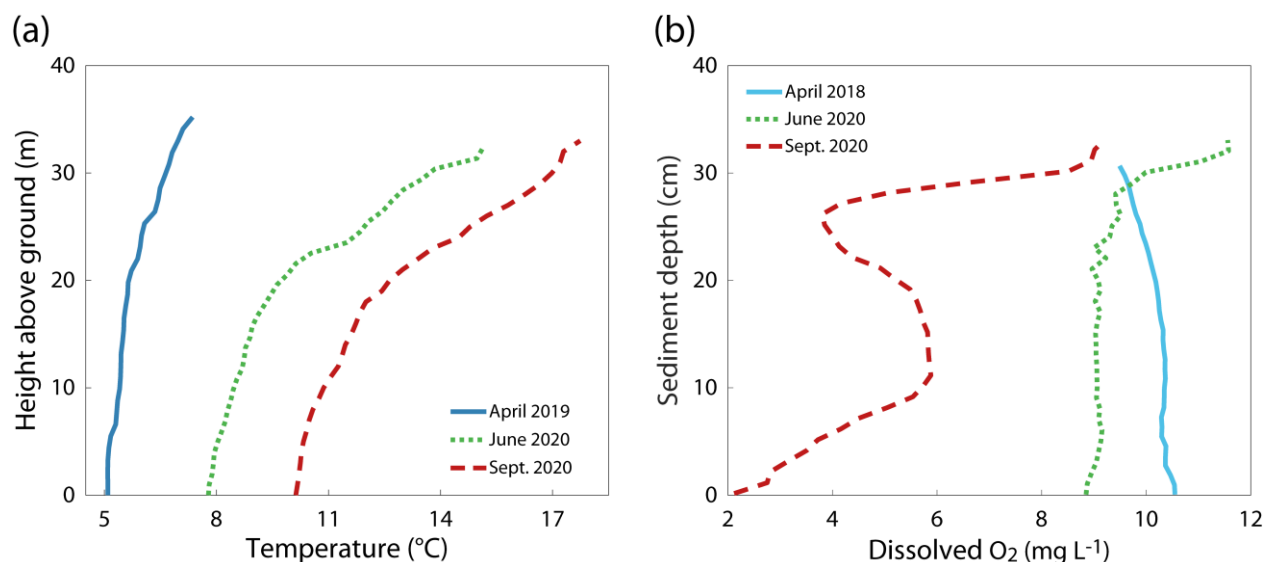 (a)
40
30
20
10
0
Height above ground (m)
5
8
11
14
17
Temperature (°C)
April 2019
June 2020
Sept. 2020
(b)
40
30
20
10
0
Sediment depth (cm)
2
4
6
8
10
12
Dissolved O₂ (mg L⁻¹)
April 2018
June 2020
Sept. 2020